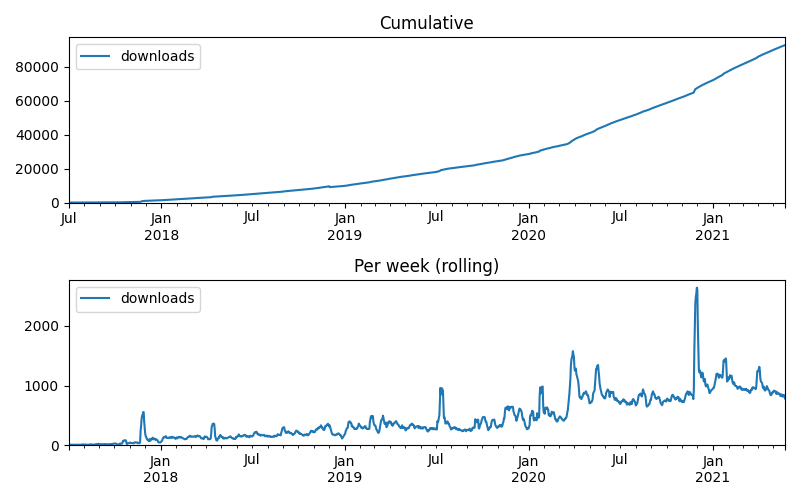 Cumulative
downloads
80000
60000
40000
20000
0
Jul Jan Jul Jan Jul Jan Jul Jan
2018 2019 2020 2021
Per week (rolling)
downloads
2000
1000
0
Jan Jul Jan Jul Jan Jul Jan
2018 2019 2020 2021